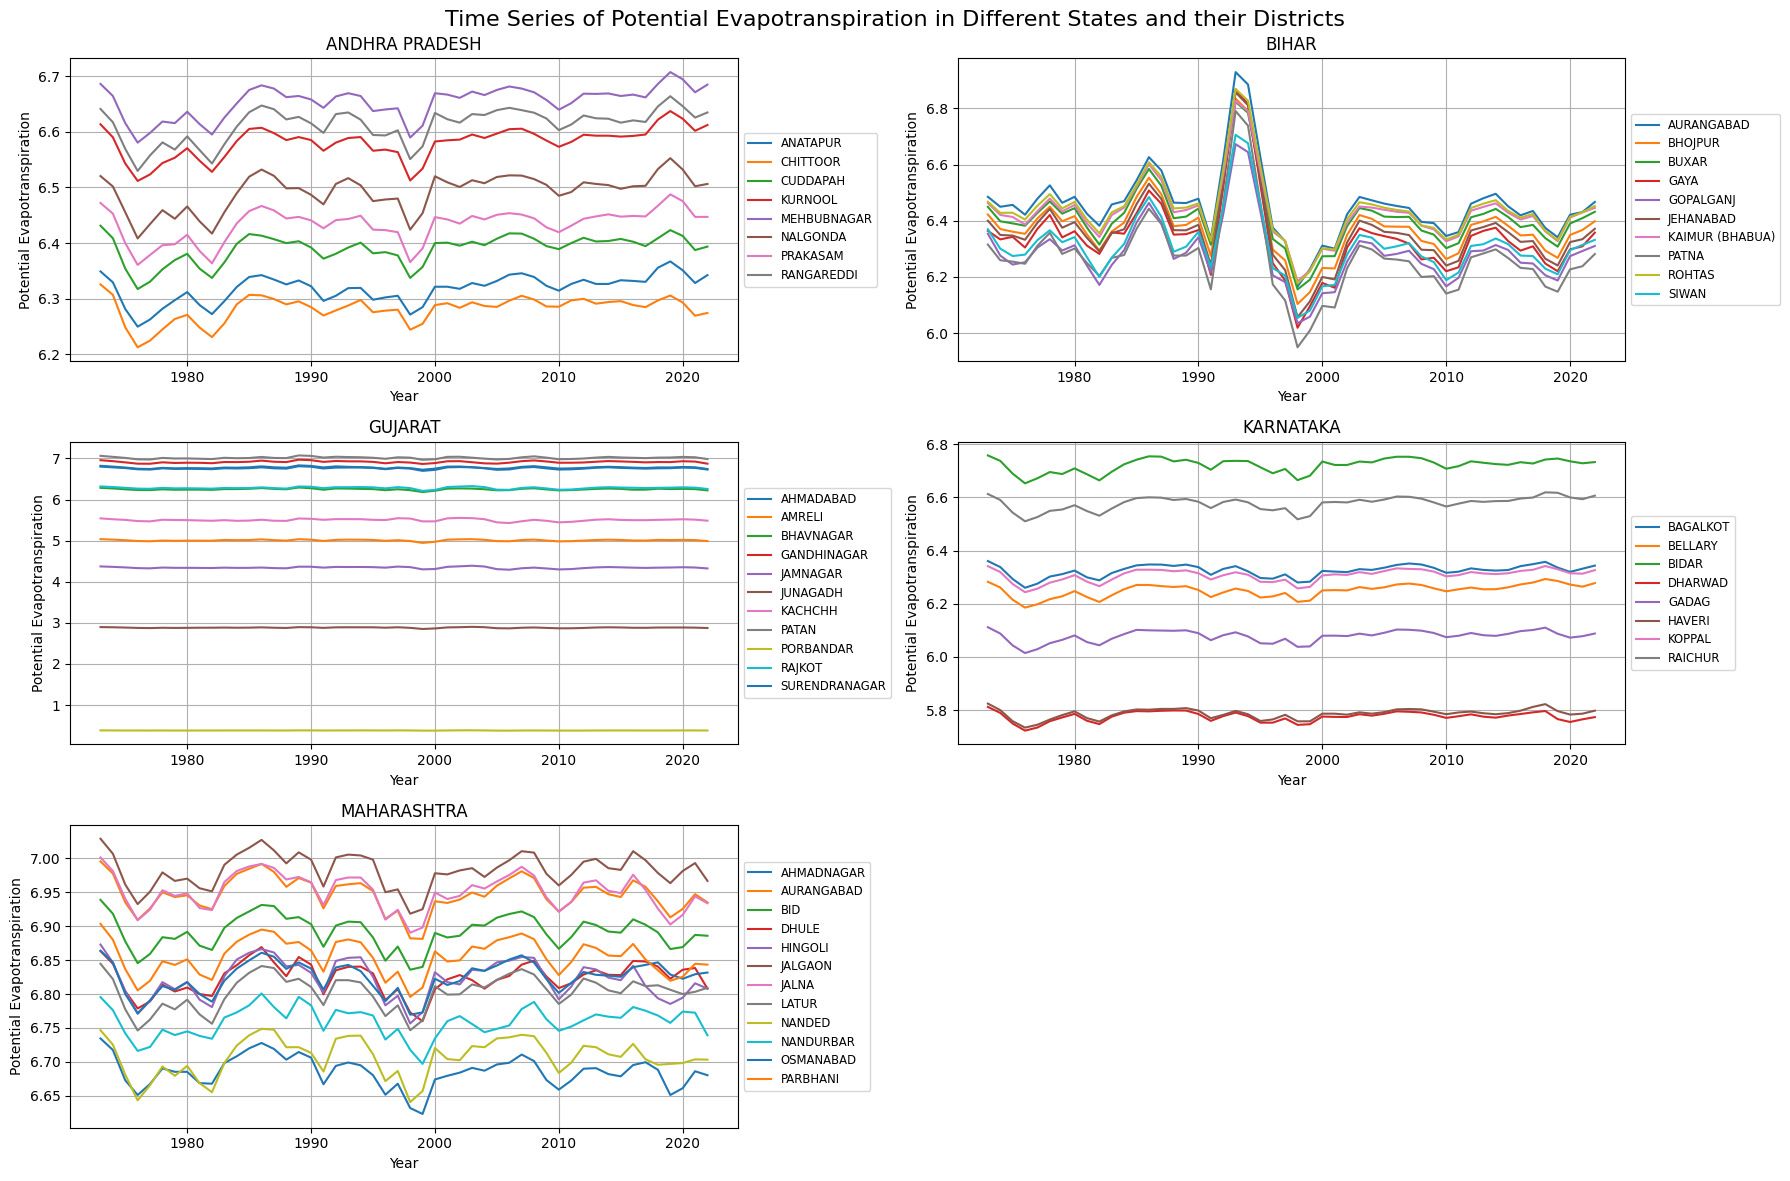 Time Series of Potential Evapotranspiration in Different States and their Districts
ANDHRA PRADESH
Potential Evapotranspiration
6.7
6.6
6.5
6.4
6.3
6.2
1980
1990
2000
2010
2020
Year
ANATAPUR
CHITTOOR
CUDDAPAH
KURNOOL
MEHBUBNAGAR
NALGONDA
PRAKASAM
RANGAREDDI
BIHAR
Potential Evapotranspiration
6.8
6.6
6.4
6.2
6.0
1980
1990
2000
2010
2020
Year
AURANGABAD
BHOJPUR
BUXAR
GAYA
GOPALGANJ
JEHANABAD
KAIMUR (BHABUA)
PATNA
ROHTAS
SIWAN
GUJARAT
Potential Evapotranspiration
7
6
5
4
3
2
1
1980
1990
2000
2010
2020
Year
AHMADABAD
AMRELI
BHAVNAGAR
GANDHINAGAR
JAMNAGAR
JUNAGADH
KACHCHH
PATAN
PORBANDAR
RAJKOT
SURENDRANAGAR
KARNATAKA
Potential Evapotranspiration
6.8
6.6
6.4
6.2
6.0
5.8
1980
1990
2000
2010
2020
Year
BAGALKOT
BELLARY
BIDAR
DHARWAD
GADAG
HAVERI
KOPPAL
RAICHUR
MAHARASHTRA
Potential Evapotranspiration
7.00
6.95
6.90
6.85
6.80
6.75
6.70
6.65
1980
1990
2000
2010
2020
Year
AHMADNAGAR
AURANGABAD
BID
DHULE
HINGOLI
JALGAON
JALNA
LATUR
NANDED
NANDURBAR
OSMANABAD
PARBHANI